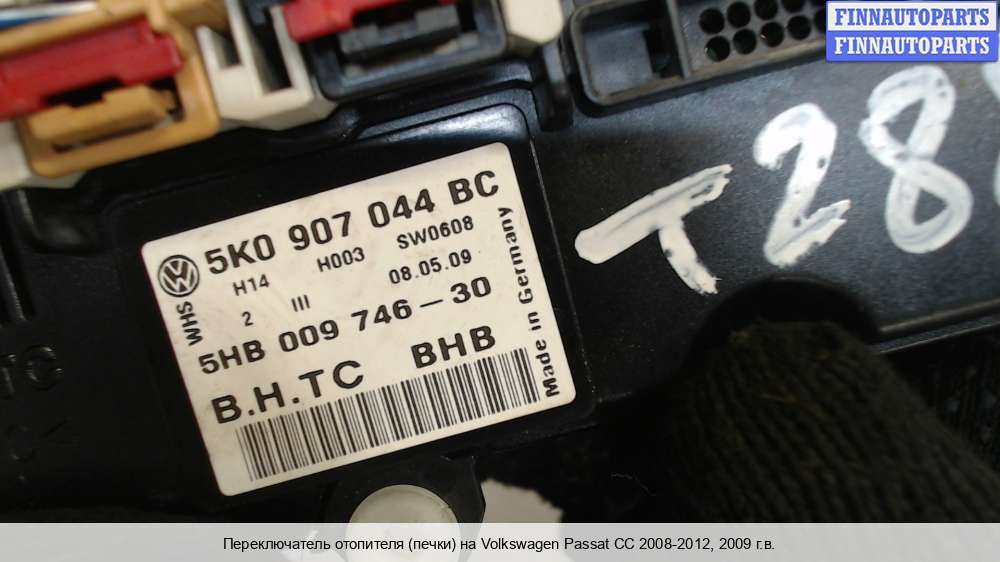 FINNAUTOPARTS
FINNAUTOPARTS
T28
5K0 907 044 BC
H14 H003 SW0608
2 III 08.05.09
WHS
5HB 009 746-30
B.H.TC BHB
Made in Germany
Переключатель отопителя (печки) на Volkswagen Passat CC 2008-2012, 2009 г.в.